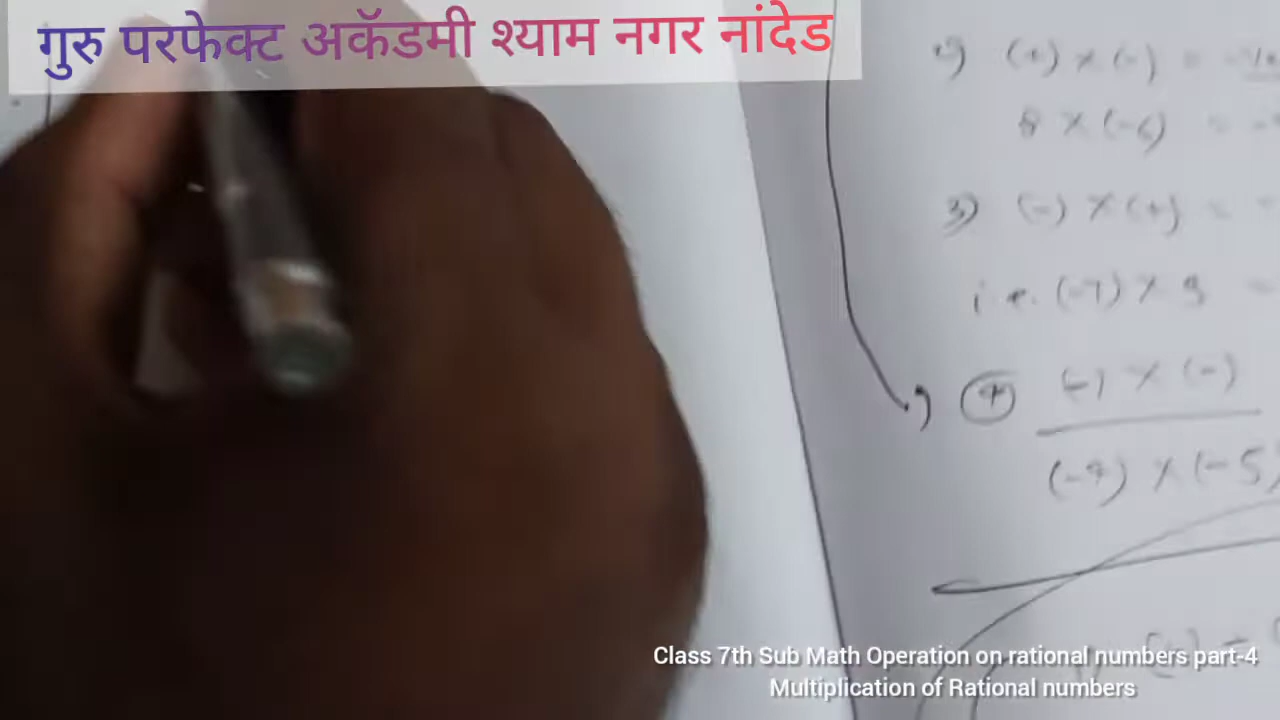 गुरु परफेक्ट अकॅडमी श्याम नगर नांदेड
(+) × (-) =
8 × (-6) =
3) (-) × (+) =
i.e. (-7) × 9 =
④ (-) × (-)
(-9) × (-5)
Class 7th Sub Math Operation on rational numbers part-4
Multiplication of Rational numbers